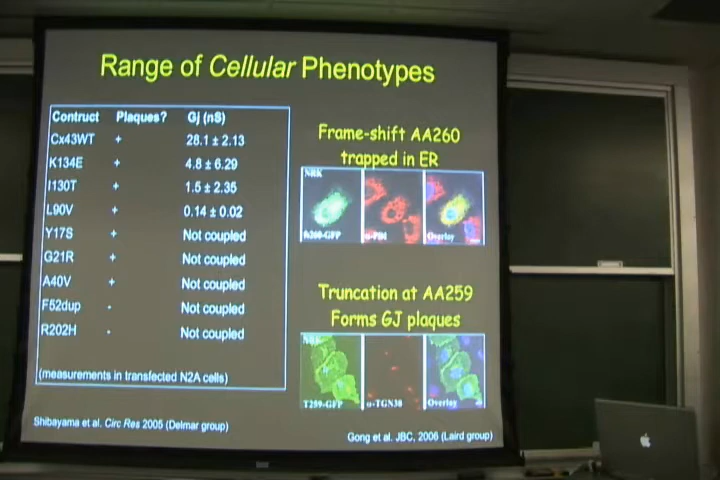 Range of Cellular Phenotypes
Contruct Plaques? Gj (nS)
Cx43WT + 28.1 ± 2.13
K134E + 4.8 ± 6.29
I130T + 1.5 ± 2.35
L90V + 0.14 ± 0.02
Y17S + Not coupled
G21R + Not coupled
A40V + Not coupled
F52dup - Not coupled
R202H - Not coupled
(measurements in transfected N2A cells)
Shibayama et al. Circ Res 2005 (Delmar group)
Frame-shift AA260
trapped in ER
NRK
fs260-GFP α-PDI Overlay
Truncation at AA259
Forms GJ plaques
NRK
T259-GFP α-TGN38 Overlay
Gong et al. JBC, 2006 (Laird group)